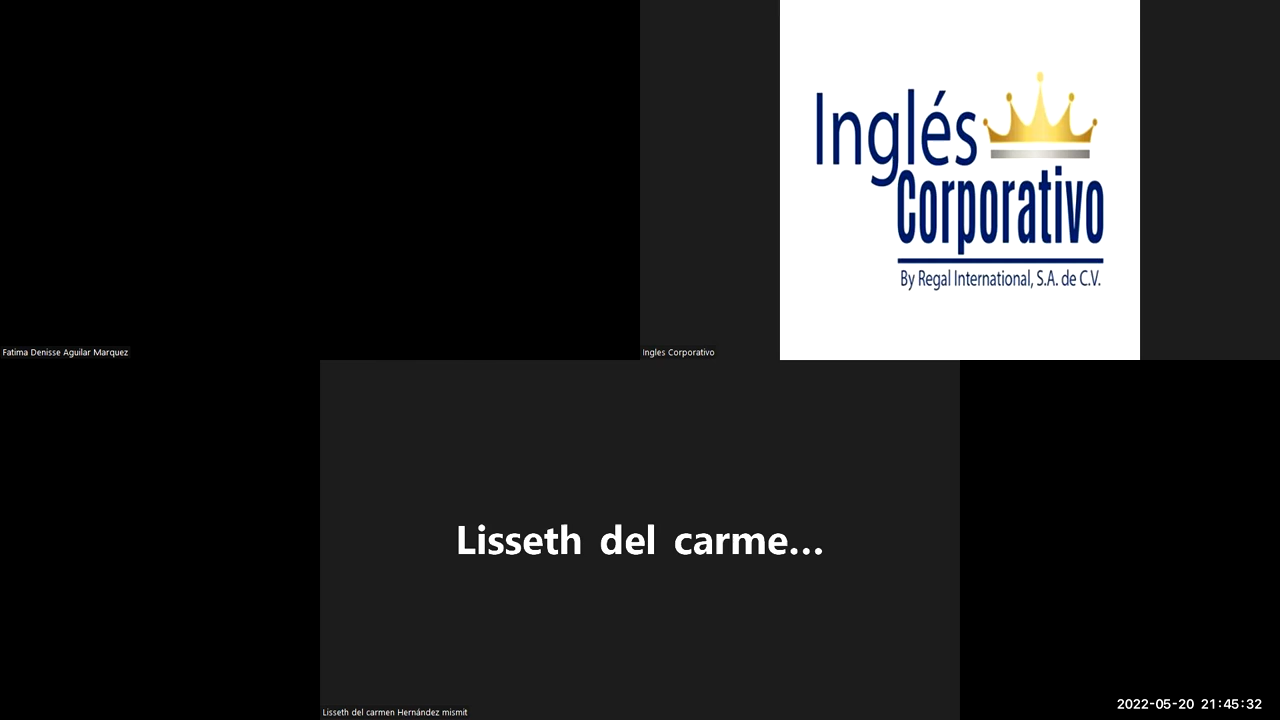 Inglés
Corporativo
By Regal International, S.A. de C.V.
Fatima Denisse Aguilar Marquez
Ingles Corporativo
Lisseth del carme...
Lisseth del carmen Hernández mismit
2022-05-20 21:45:32